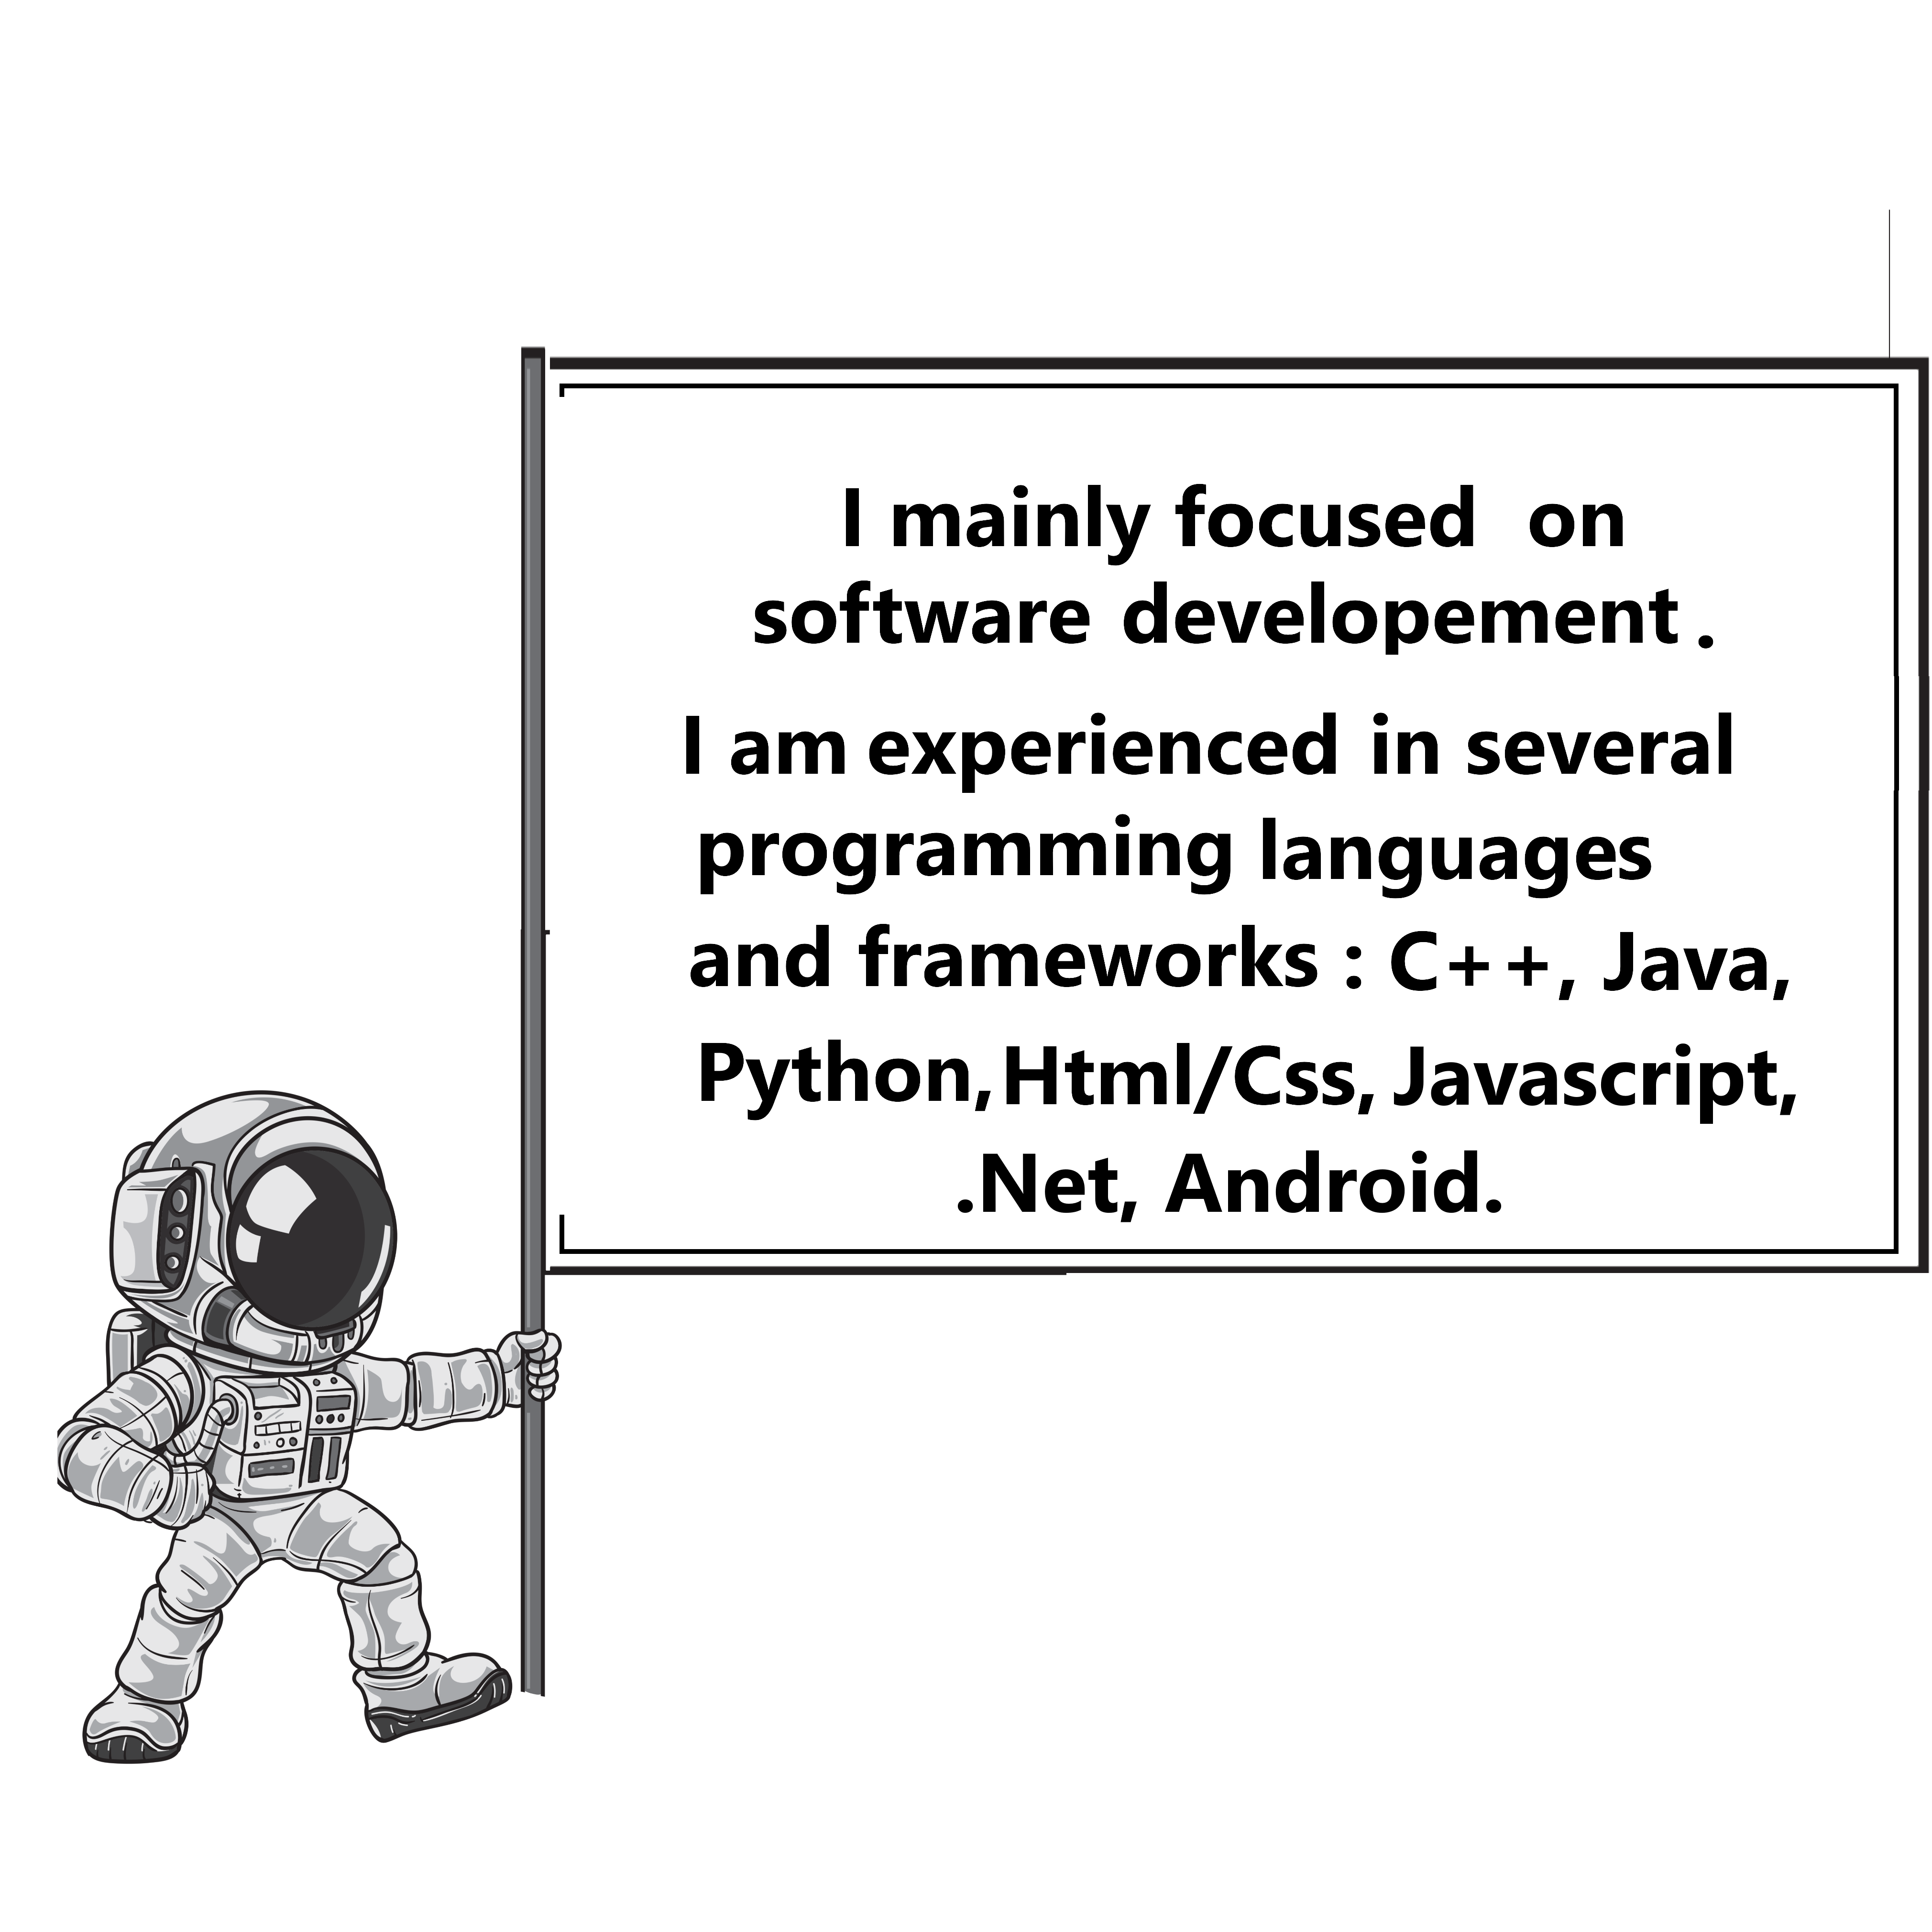 I mainly focused on
software developement .
I am experienced in several
programming languages
and frameworks : C++, Java,
Python, Html/Css, Javascript,
.Net, Android.